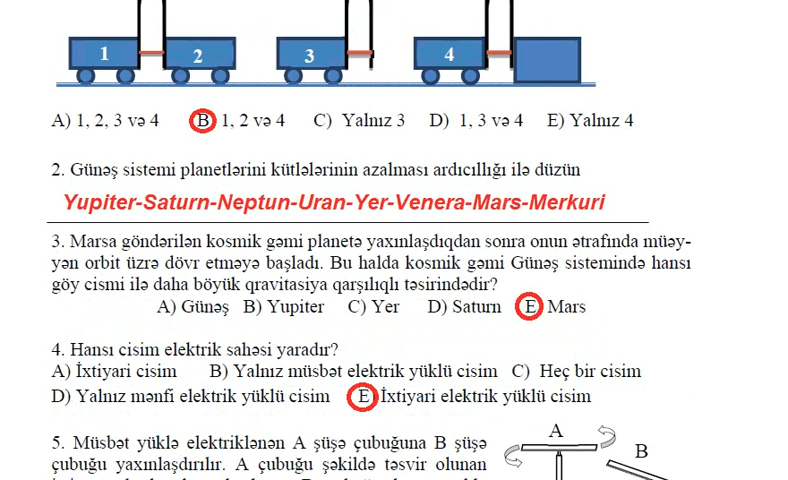 1 2 3 4
A) 1, 2, 3 və 4 B) 1, 2 və 4 C) Yalnız 3 D) 1, 3 və 4 E) Yalnız 4
2. Günəş sistemi planetlərini kütlələrinin azalması ardıcıllığı ilə düzün
Yupiter-Saturn-Neptun-Uran-Yer-Venera-Mars-Merkuri
3. Marsa göndərilən kosmik gəmi planetə yaxınlaşdıqdan sonra onun ətrafında müəy-
yən orbit üzrə dövr etməyə başladı. Bu halda kosmik gəmi Günəş sistemində hansı
göy cismi ilə daha böyük qravitasiya qarşılıqlı təsirindədir?
A) Günəş B) Yupiter C) Yer D) Saturn E) Mars
4. Hansı cisim elektrik sahəsi yaradır?
A) İxtiyari cisim B) Yalnız müsbət elektrik yüklü cisim C) Heç bir cisim
D) Yalnız mənfi elektrik yüklü cisim E) İxtiyari elektrik yüklü cisim
5. Müsbət yüklə elektriklənən A şüşə çubuğuna B şüşə
çubuğu yaxınlaşdırılır. A çubuğu şəkildə təsvir olunan
A
B